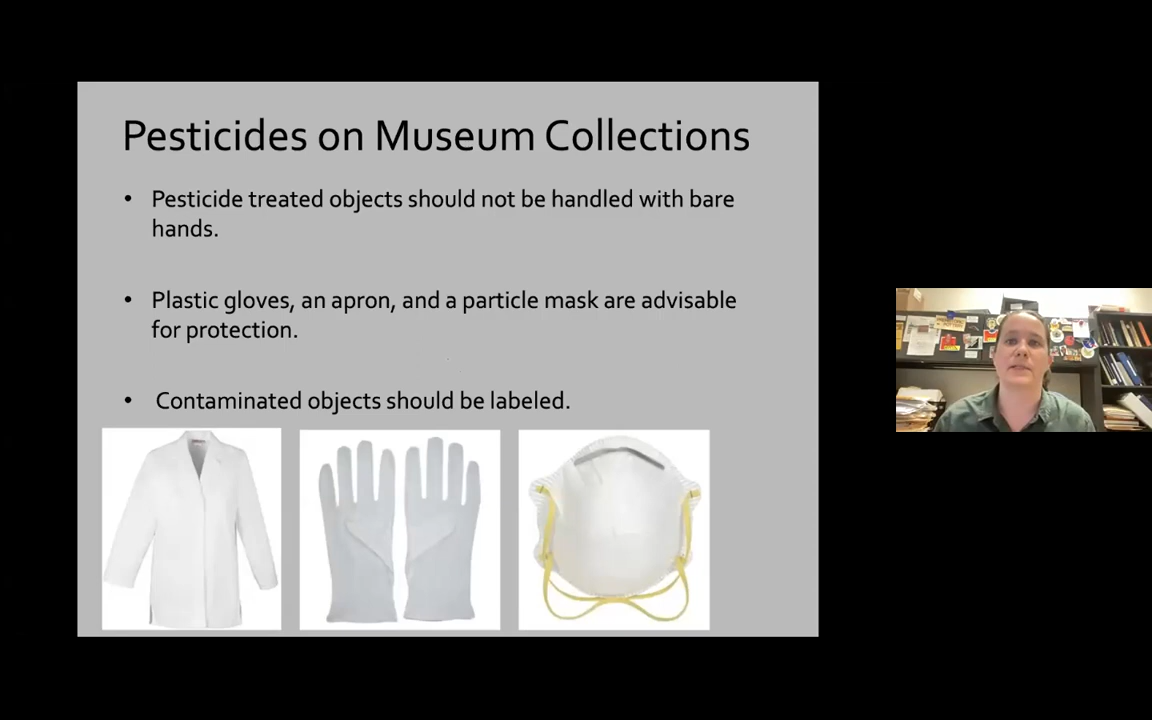 Pesticides on Museum Collections
• Pesticide treated objects should not be handled with bare
hands.
• Plastic gloves, an apron, and a particle mask are advisable
for protection.
• Contaminated objects should be labeled.